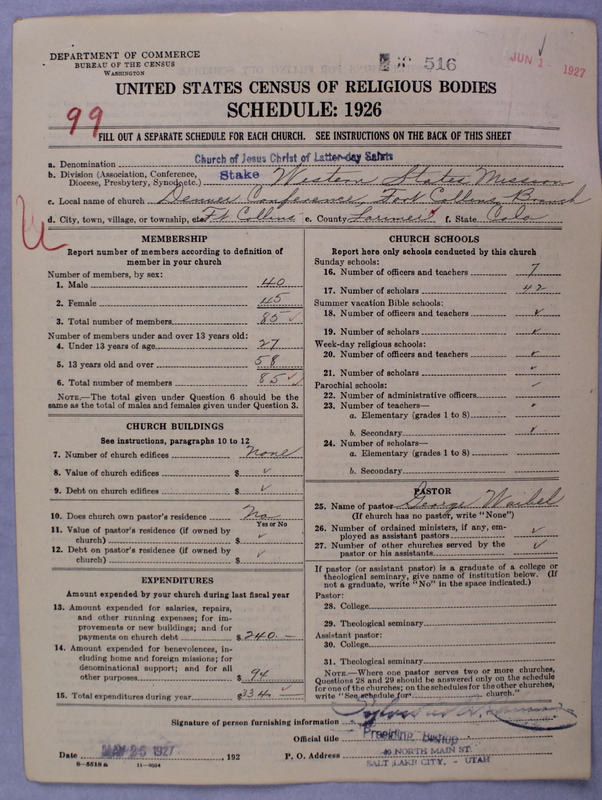 DEPARTMENT OF COMMERCE
BUREAU OF THE CENSUS
WASHINGTON
516
JUN 1 1927
UNITED STATES CENSUS OF RELIGIOUS BODIES
SCHEDULE: 1926
99
FILL OUT A SEPARATE SCHEDULE FOR EACH CHURCH. SEE INSTRUCTIONS ON THE BACK OF THIS SHEET
a. Denomination Church of Jesus Christ of Latter-day Saints
b. Division (Association, Conference, Diocese, Presbytery, Synod, etc.) Stake Western States Mission
c. Local name of church Denver Conference, Fort Collins Branch
d. City, town, village, or township, etc. Ft Collins e. County Larimer f. State Colo
MEMBERSHIP
Report number of members according to definition of
member in your church
Number of members, by sex:
1. Male 40
2. Female 45
3. Total number of members 85 ✓
Number of members under and over 13 years old:
4. Under 13 years of age 27
5. 13 years old and over 58
6. Total number of members 85 ✓
NOTE.—The total given under Question 6 should be the
same as the total of males and females given under Question 3.
CHURCH BUILDINGS
See instructions, paragraphs 10 to 12
7. Number of church edifices None
8. Value of church edifices $ ✓
9. Debt on church edifices $ ✓
10. Does church own pastor's residence No
Yes or No
11. Value of pastor's residence (if owned by
church) $ ✓
12. Debt on pastor's residence (if owned by
church) $ ✓
EXPENDITURES
Amount expended by your church during last fiscal year
13. Amount expended for salaries, repairs,
and other running expenses; for im-
provements or new buildings; and for
payments on church debt $ 240.—
14. Amount expended for benevolences, in-
cluding home and foreign missions; for
denominational support; and for all
other purposes $ 94
15. Total expenditures during year $ 334 ✓
CHURCH SCHOOLS
Report here only schools conducted by this church
Sunday schools:
16. Number of officers and teachers 7
17. Number of scholars 42
Summer vacation Bible schools:
18. Number of officers and teachers ✓
19. Number of scholars ✓
Week-day religious schools:
20. Number of officers and teachers ✓
21. Number of scholars ✓
Parochial schools:
22. Number of administrative officers
23. Number of teachers—
a. Elementary (grades 1 to 8)
b. Secondary ✓
24. Number of scholars—
a. Elementary (grades 1 to 8)
b. Secondary
PASTOR
25. Name of pastor George Waibel
(If church has no pastor, write "None")
26. Number of ordained ministers, if any, em-
ployed as assistant pastors ✓
27. Number of other churches served by the
pastor or his assistants ✓
If pastor (or assistant pastor) is a graduate of a college or
theological seminary, give name of institution below. (If
not a graduate, write "No" in the space indicated.)
Pastor:
28. College
29. Theological seminary
Assistant pastor:
30. College
31. Theological seminary
NOTE.—Where one pastor serves two or more churches,
Questions 28 and 29 should be answered only on the schedule
for one of the churches; on the schedules for the other churches,
write "See schedule for church."
Signature of person furnishing information
Official title Presiding Bishop
Date MAY 26 1927, 192 P. O. Address 40 NORTH MAIN ST.
SALT LAKE CITY, - UTAH
8—5518a 11—9054